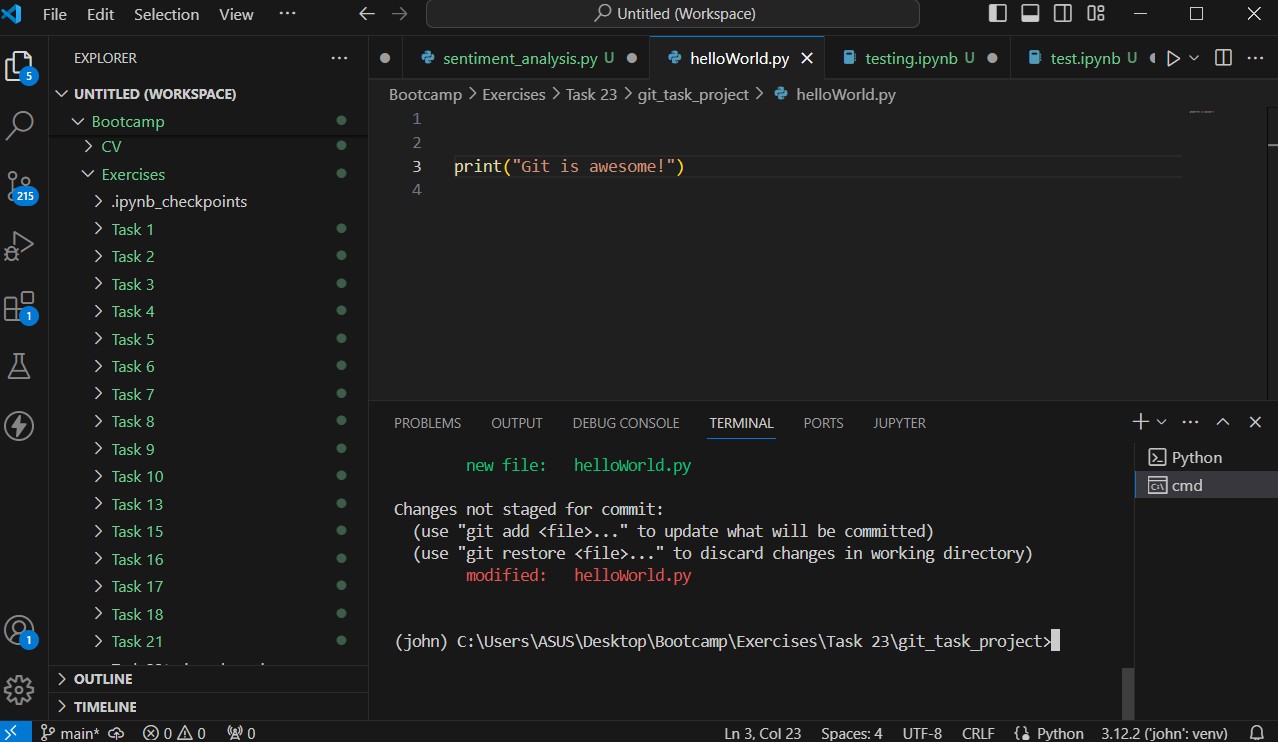 File Edit Selection View ··· Untitled (Workspace)
EXPLORER ···
5
sentiment_analysis.py U
helloWorld.py
testing.ipynb U
test.ipynb U
UNTITLED (WORKSPACE)
Bootcamp > Exercises > Task 23 > git_task_project > helloWorld.py
Bootcamp
CV
Exercises
.ipynb_checkpoints
Task 1
Task 2
Task 3
Task 4
Task 5
Task 6
Task 7
Task 8
Task 9
Task 10
Task 13
Task 15
Task 16
Task 17
Task 18
Task 21
OUTLINE
TIMELINE
215
1
1
1
2
3 print("Git is awesome!")
4
PROBLEMS OUTPUT DEBUG CONSOLE TERMINAL PORTS JUPYTER
new file: helloWorld.py
Changes not staged for commit:
(use "git add <file>..." to update what will be committed)
(use "git restore <file>..." to discard changes in working directory)
modified: helloWorld.py
(john) C:\Users\ASUS\Desktop\Bootcamp\Exercises\Task 23\git_task_project>
Python
cmd
main* 0 0 0 Ln 3, Col 23 Spaces: 4 UTF-8 CRLF Python 3.12.2 ('john': venv)